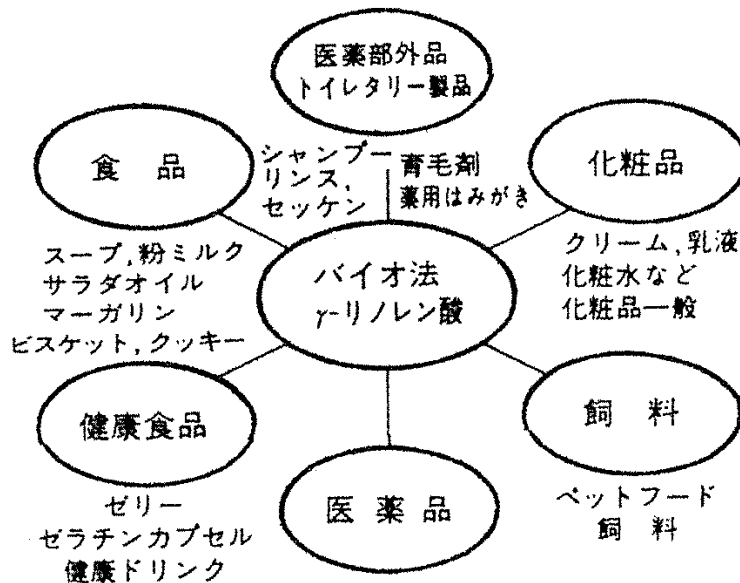 医薬部外品
トイレタリー製品
シャンプー
リンス,
セッケン
育毛剤
薬用はみがき
食 品
スープ,粉ミルク
サラダオイル
マーガリン
ビスケット,クッキー
化粧品
クリーム,乳液
化粧水など
化粧品一般
バイオ法
γ-リノレン酸
健康食品
ゼリー
ゼラチンカプセル
健康ドリンク
医 薬 品
飼 料
ペットフード
飼 料